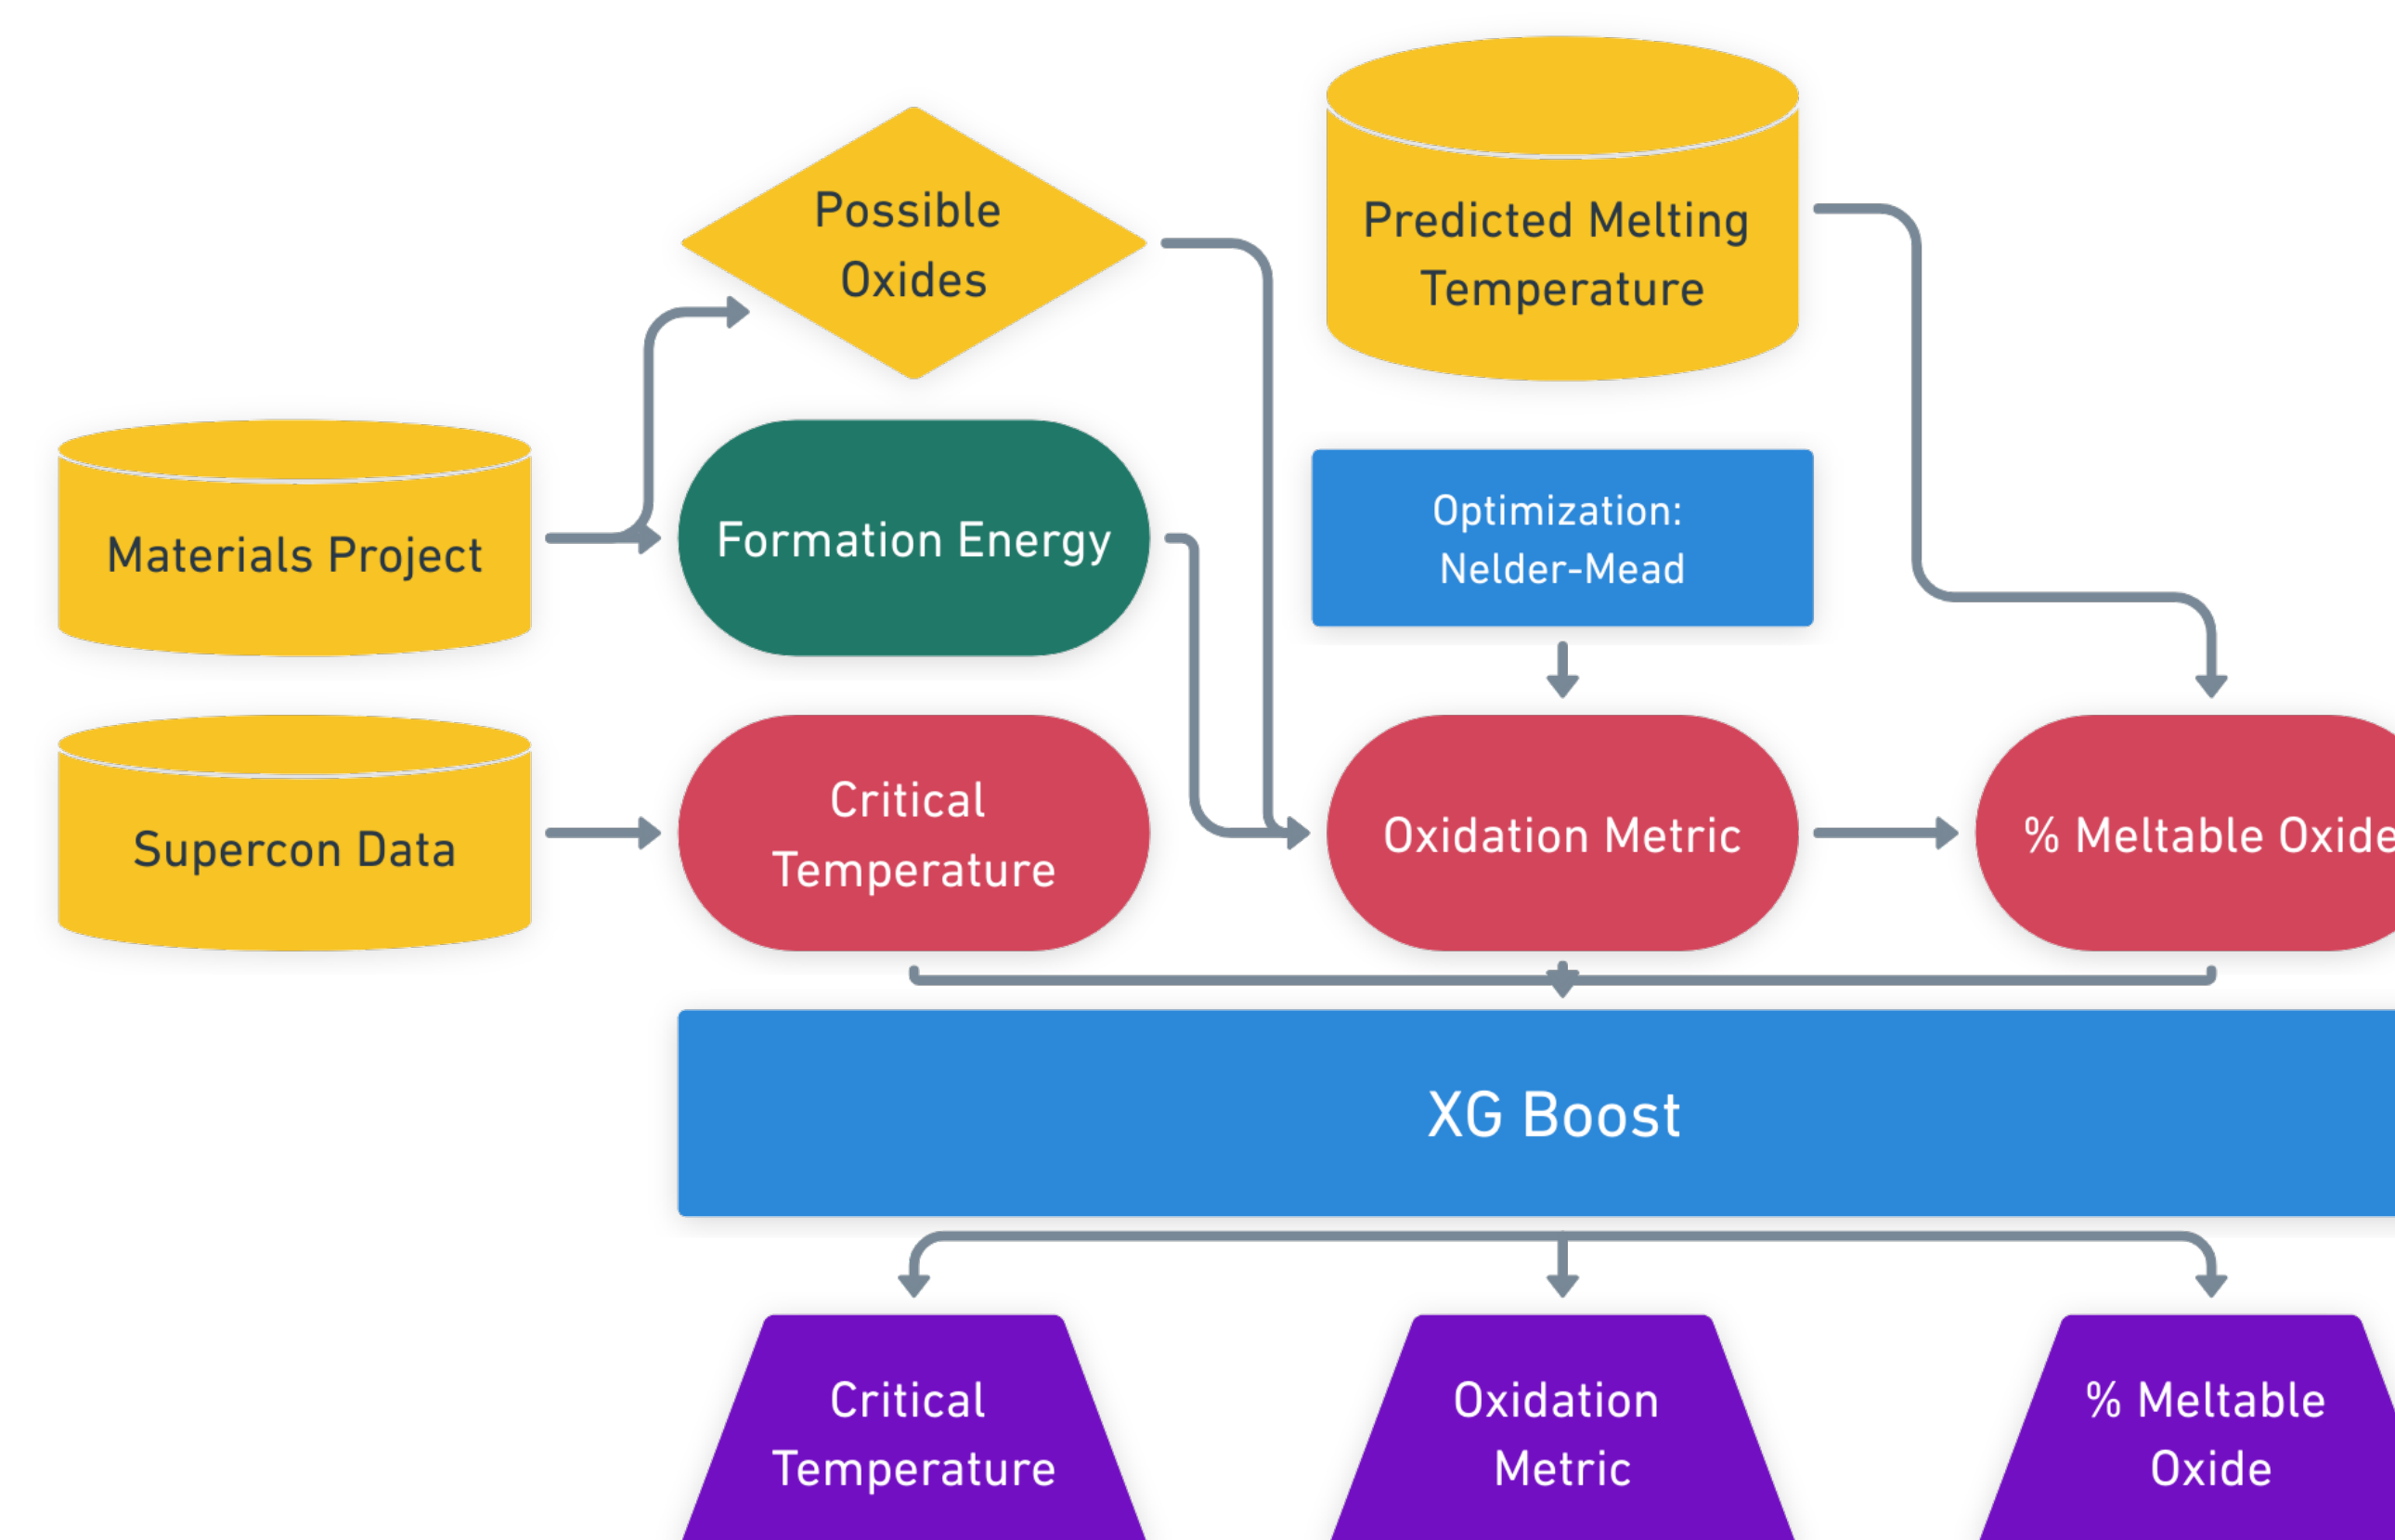 Possible
Oxides
Predicted Melting
Temperature
Materials Project
Formation Energy
Optimization:
Nelder-Mead
Supercon Data
Critical
Temperature
Oxidation Metric
% Meltable Oxide
XG Boost
Critical
Temperature
Oxidation
Metric
% Meltable
Oxide